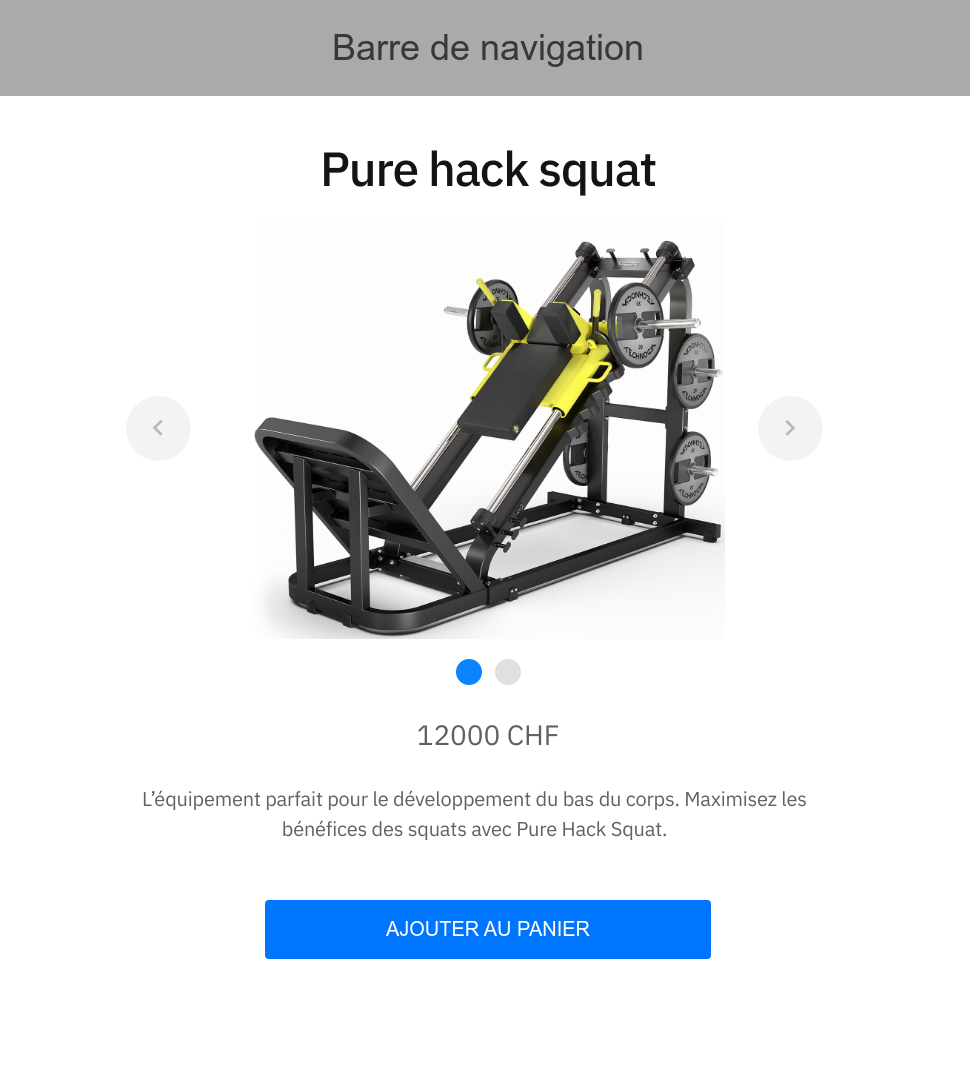 Barre de navigation
Pure hack squat
12000 CHF
L’équipement parfait pour le développement du bas du corps. Maximisez les
bénéfices des squats avec Pure Hack Squat.
AJOUTER AU PANIER